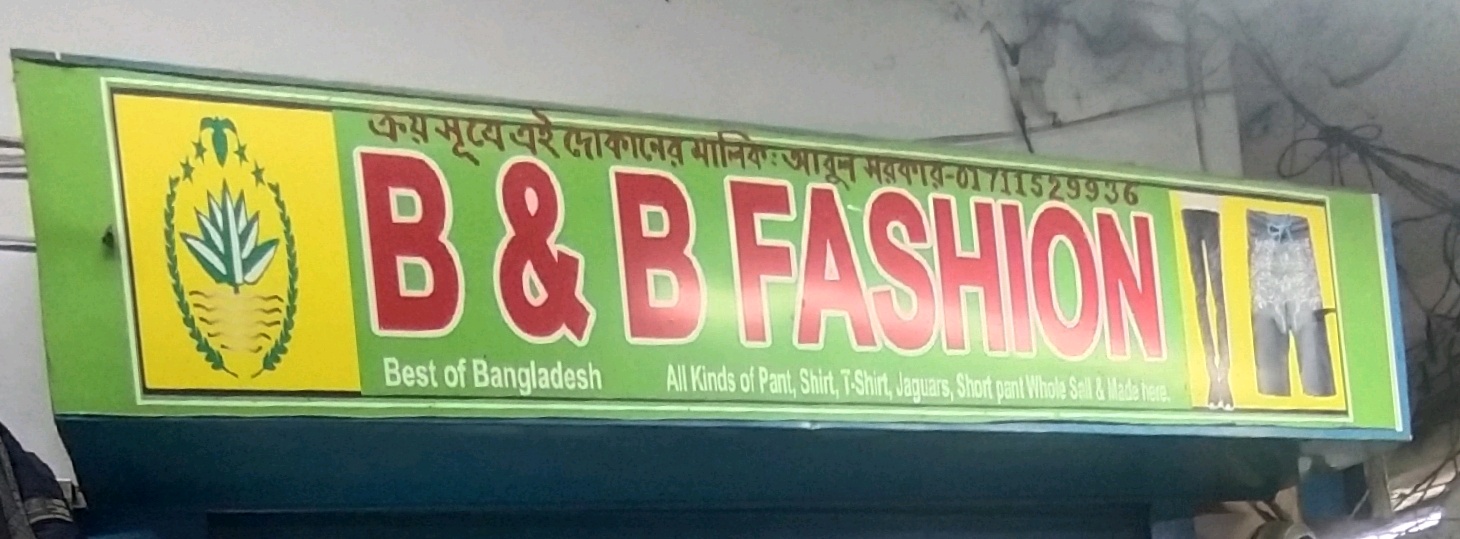 ক্রয় সূত্রে এই দোকানের মালিক: আবুল সরকার-01711529936
B & B FASHION
Best of Bangladesh
All Kinds of Pant, Shirt, T-Shirt, Jaguars, Short pant Whole Sell & Made here.